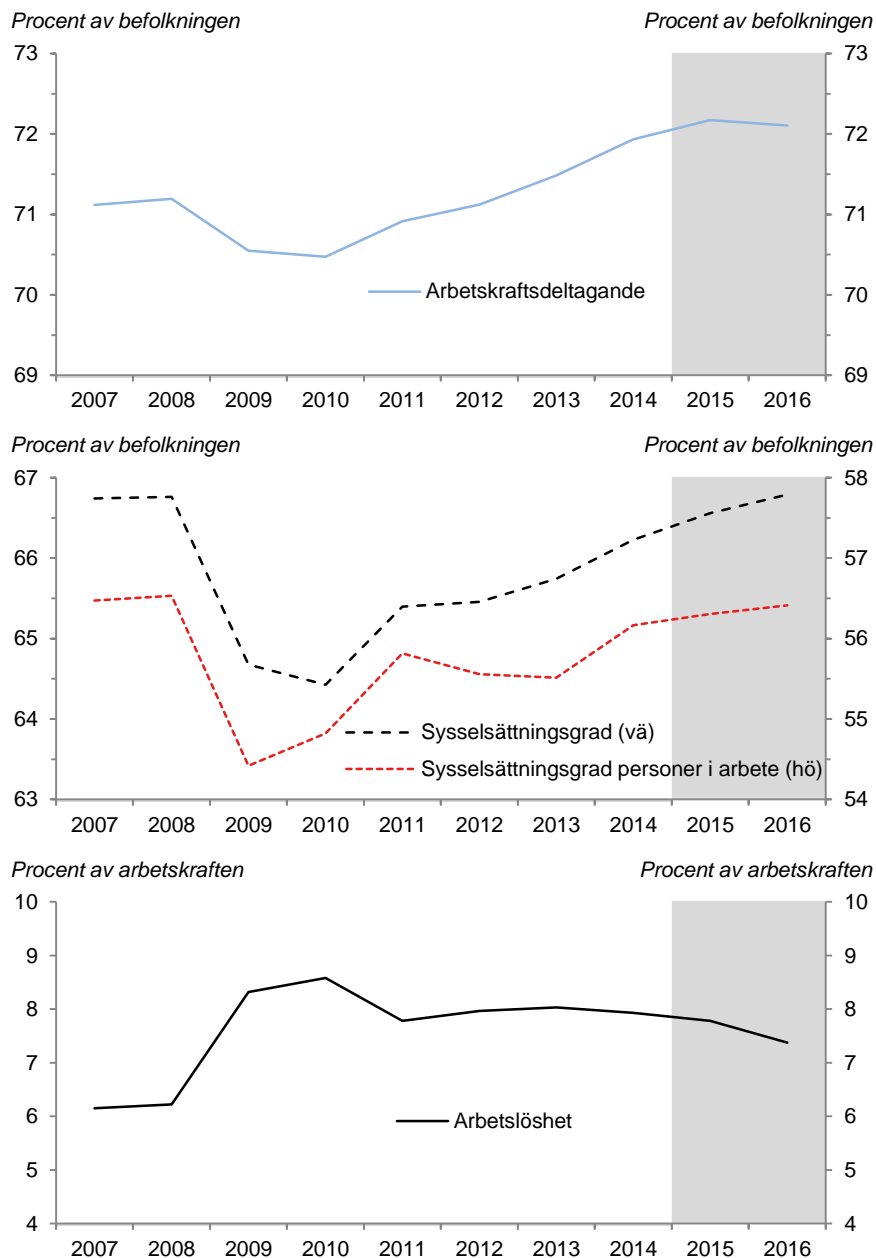 Procent av befolkningen Procent av befolkningen
73 73
72 72
71 71
70 70
Arbetskraftsdeltagande
69 69
2007 2008 2009 2010 2011 2012 2013 2014 2015 2016
Procent av befolkningen Procent av befolkningen
67 58
66 57
65 56
64 55
Sysselsättningsgrad (vä)
Sysselsättningsgrad personer i arbete (hö)
63 54
2007 2008 2009 2010 2011 2012 2013 2014 2015 2016
Procent av arbetskraften Procent av arbetskraften
10 10
9 9
8 8
7 7
6 6
Arbetslöshet
5 5
4 4
2007 2008 2009 2010 2011 2012 2013 2014 2015 2016